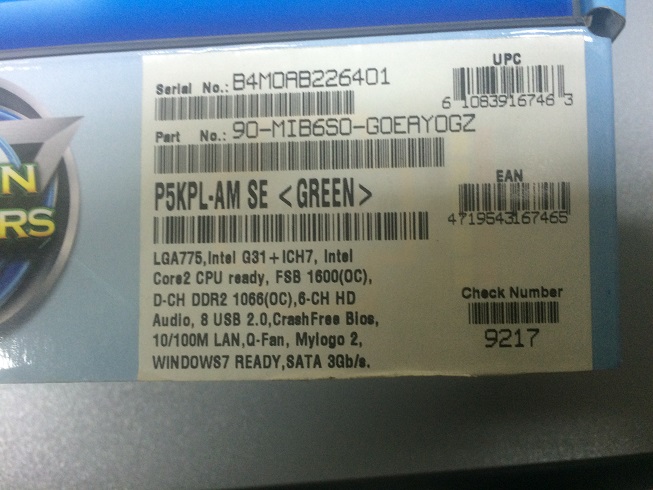 Serial No.: B4M0AB226401
UPC
6 10839 16746 3
Part No.: 90-MIB6S0-G0EAY0GZ
P5KPL-AM SE <GREEN>
EAN
4719543167465
LGA775,Intel G31+ICH7, Intel
Core2 CPU ready, FSB 1600(OC),
D-CH DDR2 1066(OC),6-CH HD
Audio, 8 USB 2.0,CrashFree Bios,
10/100M LAN,Q-Fan, Mylogo 2,
WINDOWS7 READY,SATA 3Gb/s.
Check Number
9217